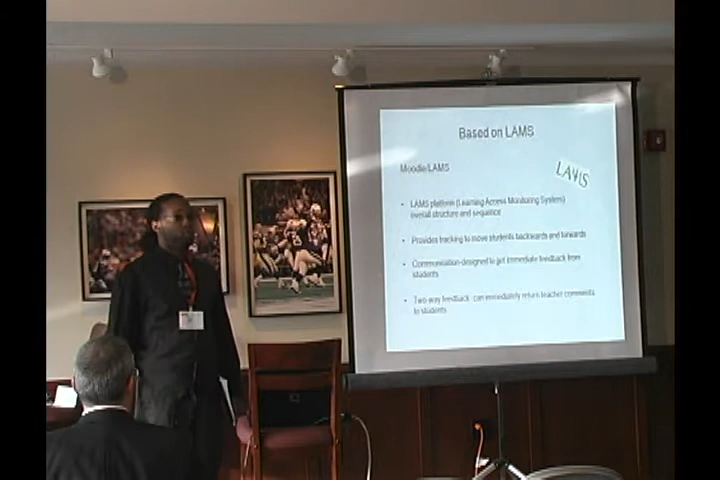 Based on LAMS
Moodle/LAMS
LAMS
• LAMS platform (Learning Access Monitoring System)
overall structure and sequence
• Provides tracking to move students backwards and forwards
• Communication-designed to get immediate feedback from
students
• Two-way feedback -can immediately return teacher comments
to students